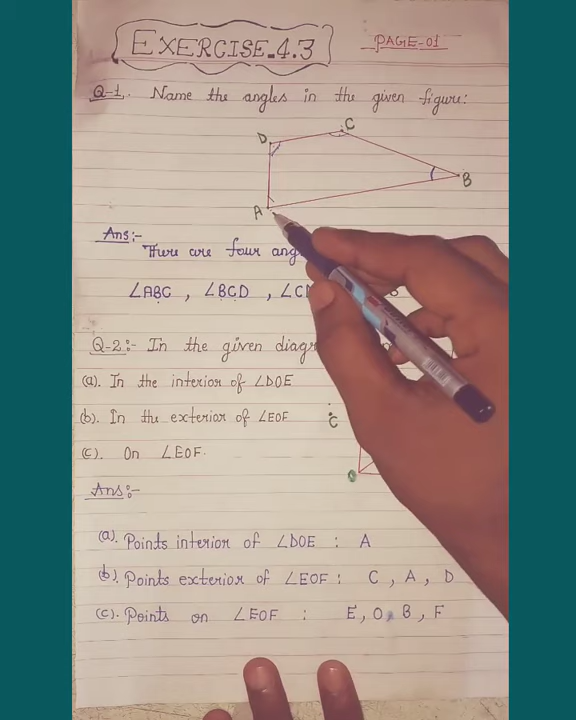 EXERCISE-4.3
PAGE-01
Q-1. Name the angles in the given figure:
C
D
B
A
Ans:-
There are four ang
∠ABC , ∠BCD , ∠C B
Q-2:- In the given diag
(a). In the interior of ∠DOE
(b). In the exterior of ∠EOF
.C
(c). On ∠EOF.
O
Ans:-
(a). Points interior of ∠DOE : A
(b). Points exterior of ∠EOF : C , A , D
(c). Points on ∠EOF : E, O, B , F